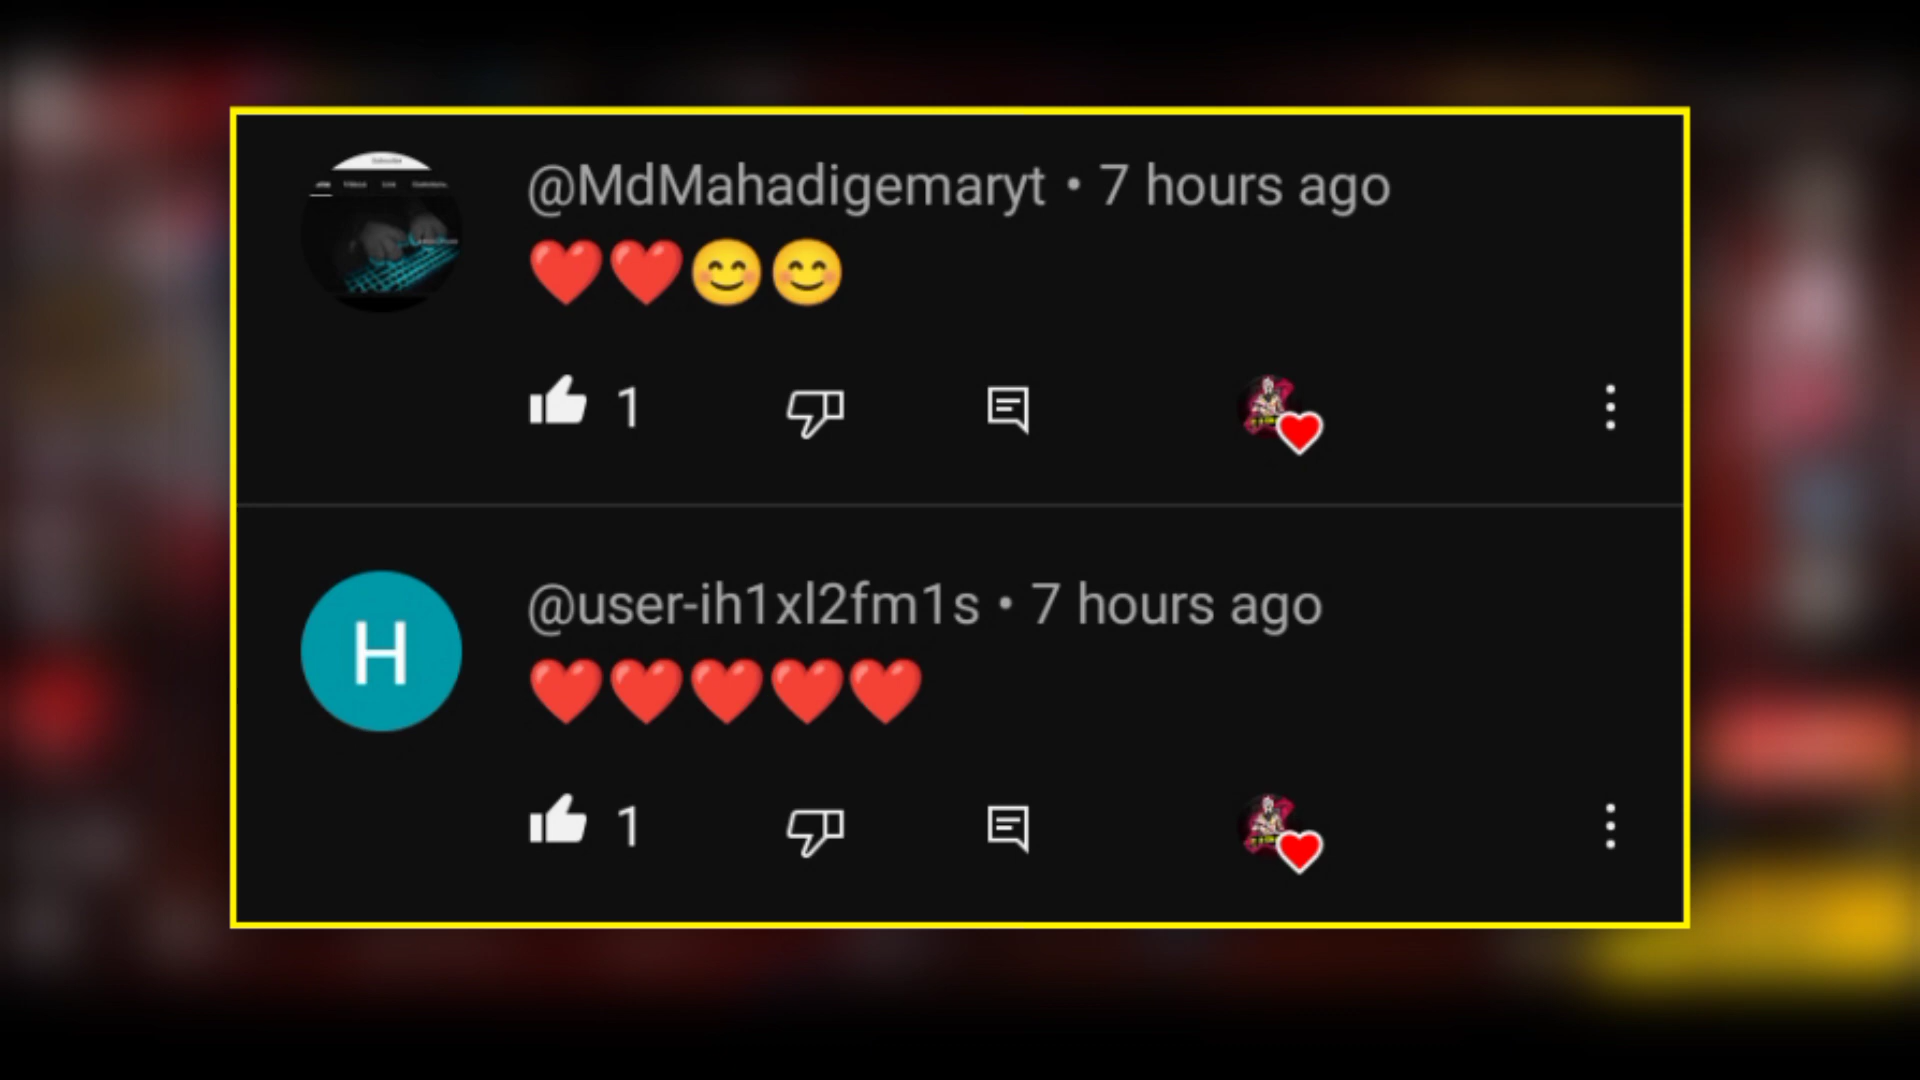 @MdMahadigemaryt • 7 hours ago
❤️❤️😊😊
1
@user-ih1xl2fm1s • 7 hours ago
❤️❤️❤️❤️❤️
1
H